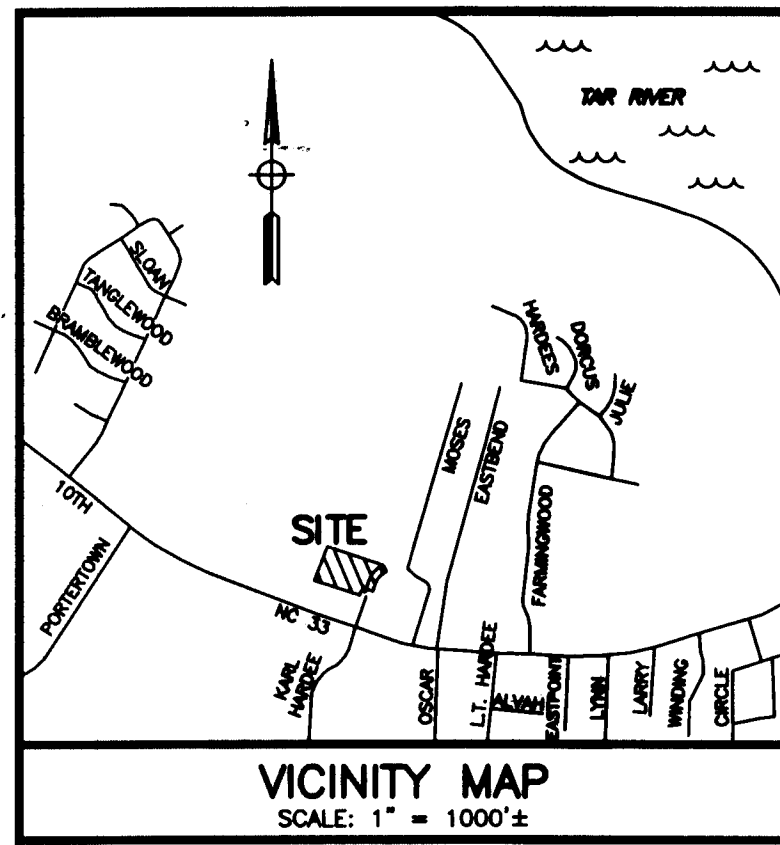 TAR RIVER
SLOAN
TANGLEWOOD
BRAMBLEWOOD
HARDEES
DORCUS
JULIE
MOSES
EASTBEND
FARMINGWOOD
10TH
PORTERTOWN
SITE
NC 33
KARL
HARDEE
OSCAR
L.T. HARDEE
ALVAH
EASTPOINT
LYNN
LARRY
WINDING
CIRCLE
VICINITY MAP
SCALE: 1" = 1000'±